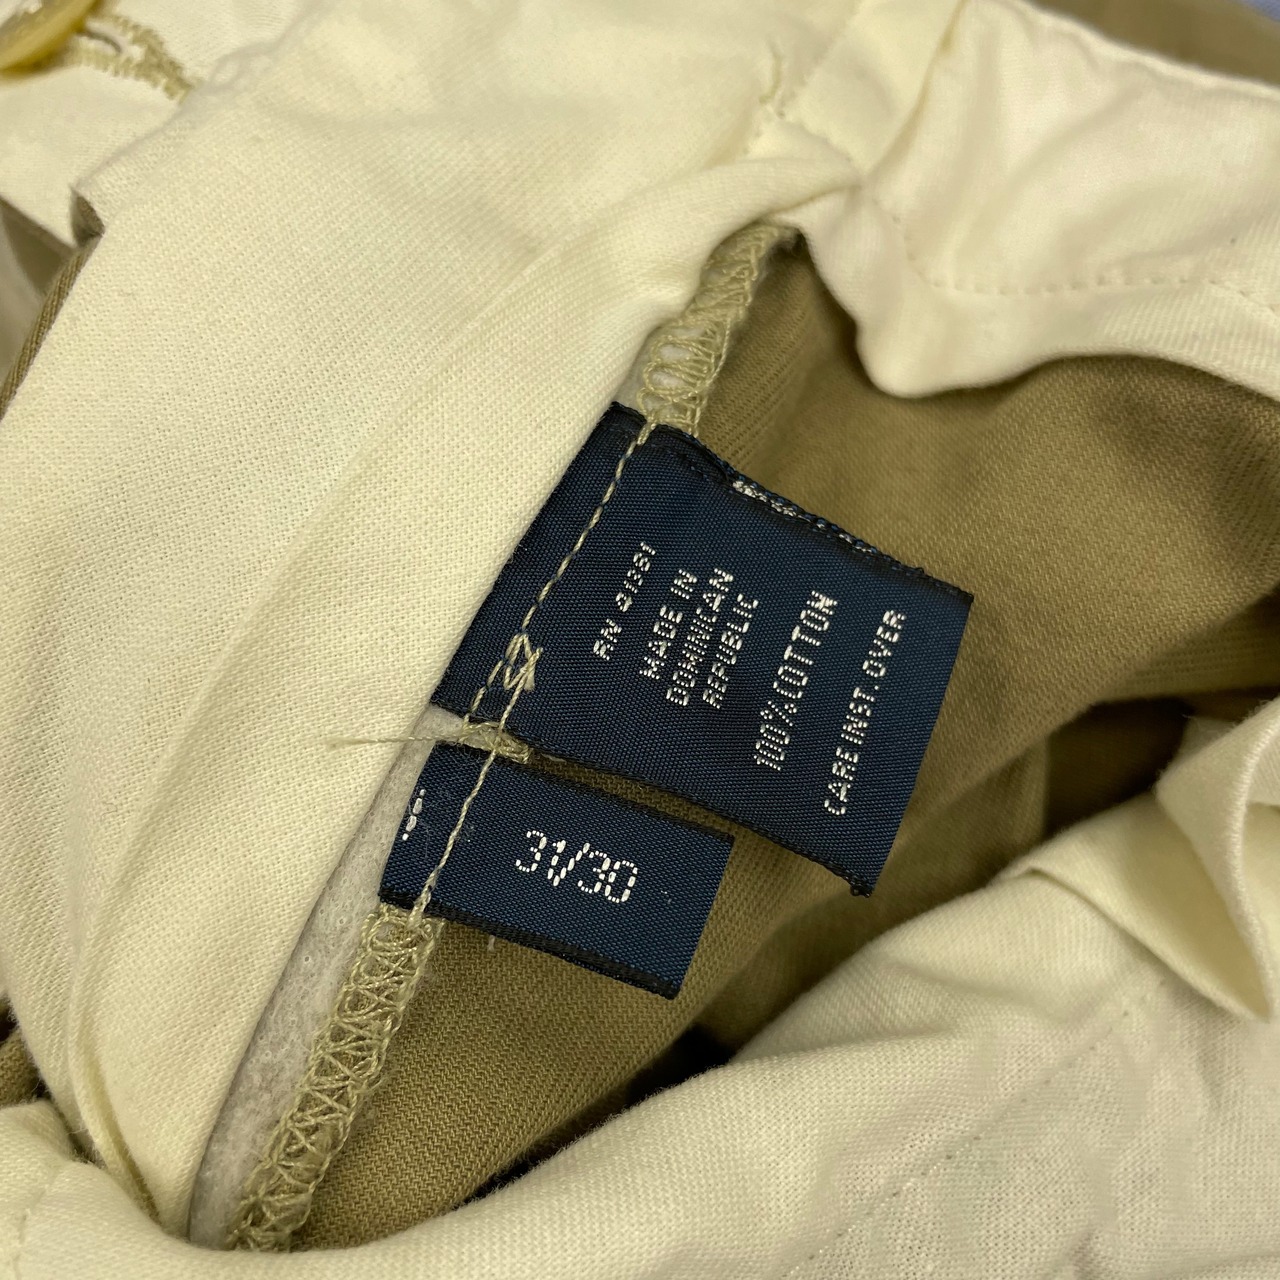 RN 41381
MADE IN
DOMINICAN
REPUBLIC
100% COTTON
CARE INST. OVER
31/30